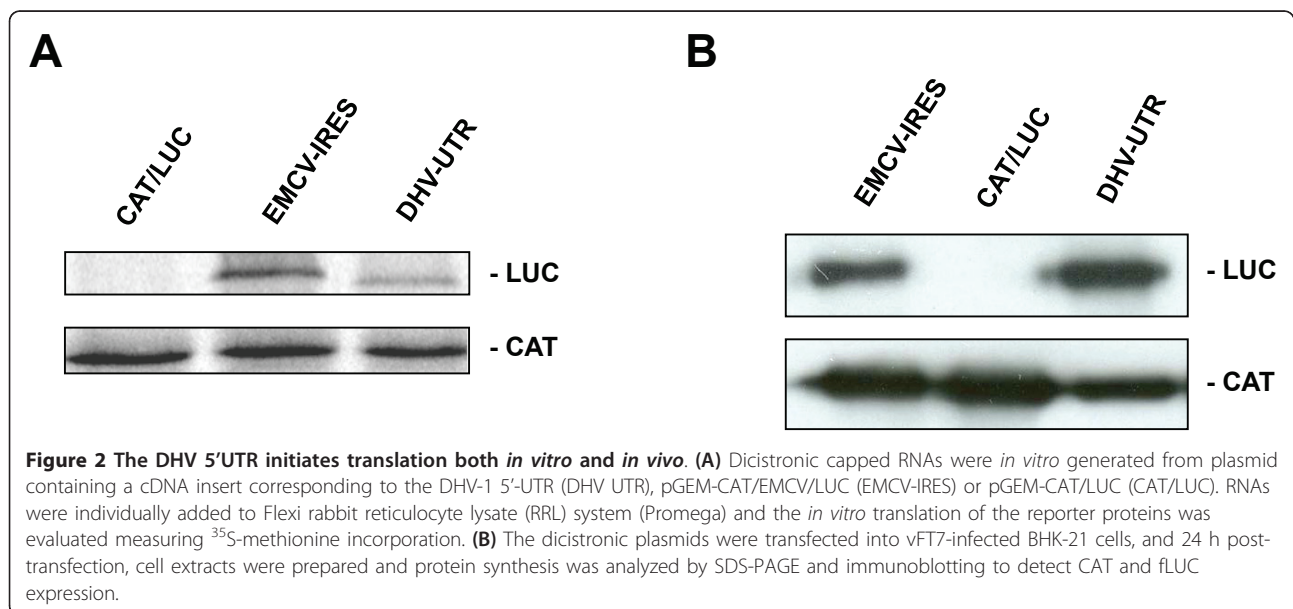 A
B
CAT/LUC
EMCV-IRES
DHV-UTR
- LUC
- CAT
EMCV-IRES
CAT/LUC
DHV-UTR
- LUC
- CAT
Figure 2 The DHV 5’UTR initiates translation both in vitro and in vivo. (A) Dicistronic capped RNAs were in vitro generated from plasmid
containing a cDNA insert corresponding to the DHV-1 5’-UTR (DHV UTR), pGEM-CAT/EMCV/LUC (EMCV-IRES) or pGEM-CAT/LUC (CAT/LUC). RNAs
were individually added to Flexi rabbit reticulocyte lysate (RRL) system (Promega) and the in vitro translation of the reporter proteins was
evaluated measuring ³⁵S-methionine incorporation. (B) The dicistronic plasmids were transfected into vFT7-infected BHK-21 cells, and 24 h post-
transfection, cell extracts were prepared and protein synthesis was analyzed by SDS-PAGE and immunoblotting to detect CAT and fLUC
expression.